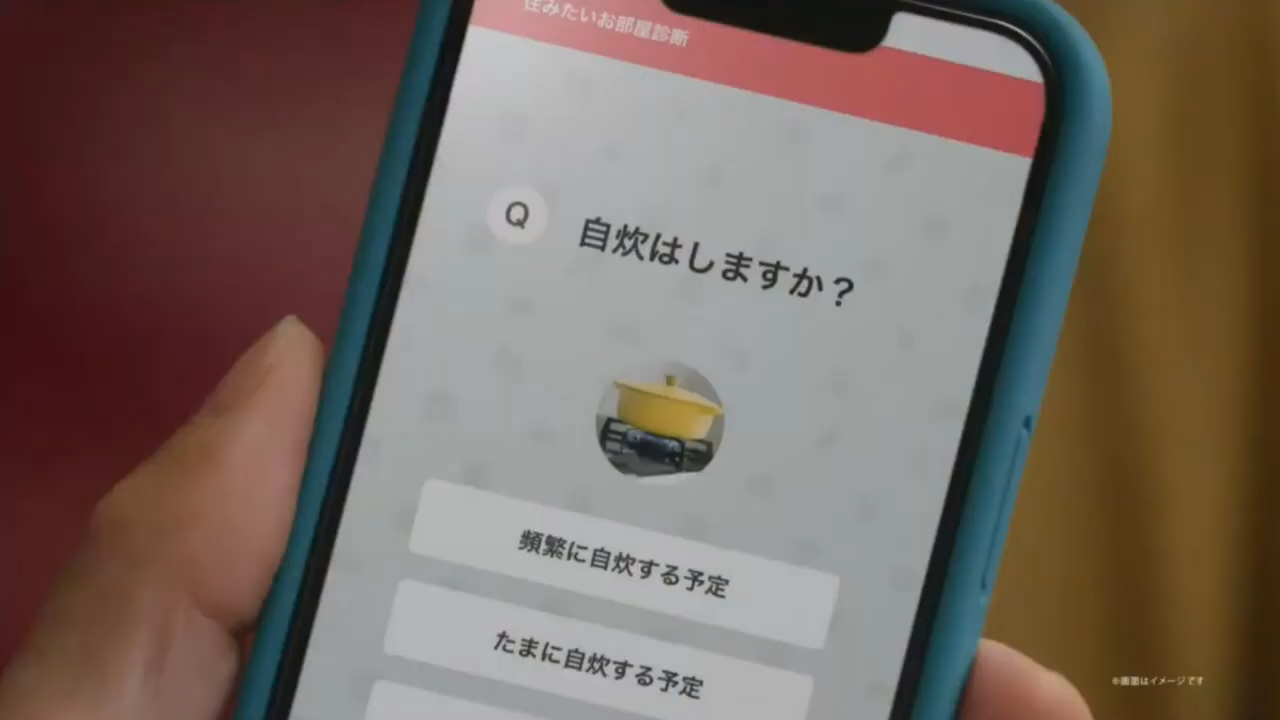 住みたいお部屋診断
Q 自炊はしますか？
頻繁に自炊する予定
たまに自炊する予定
※画面はイメージです